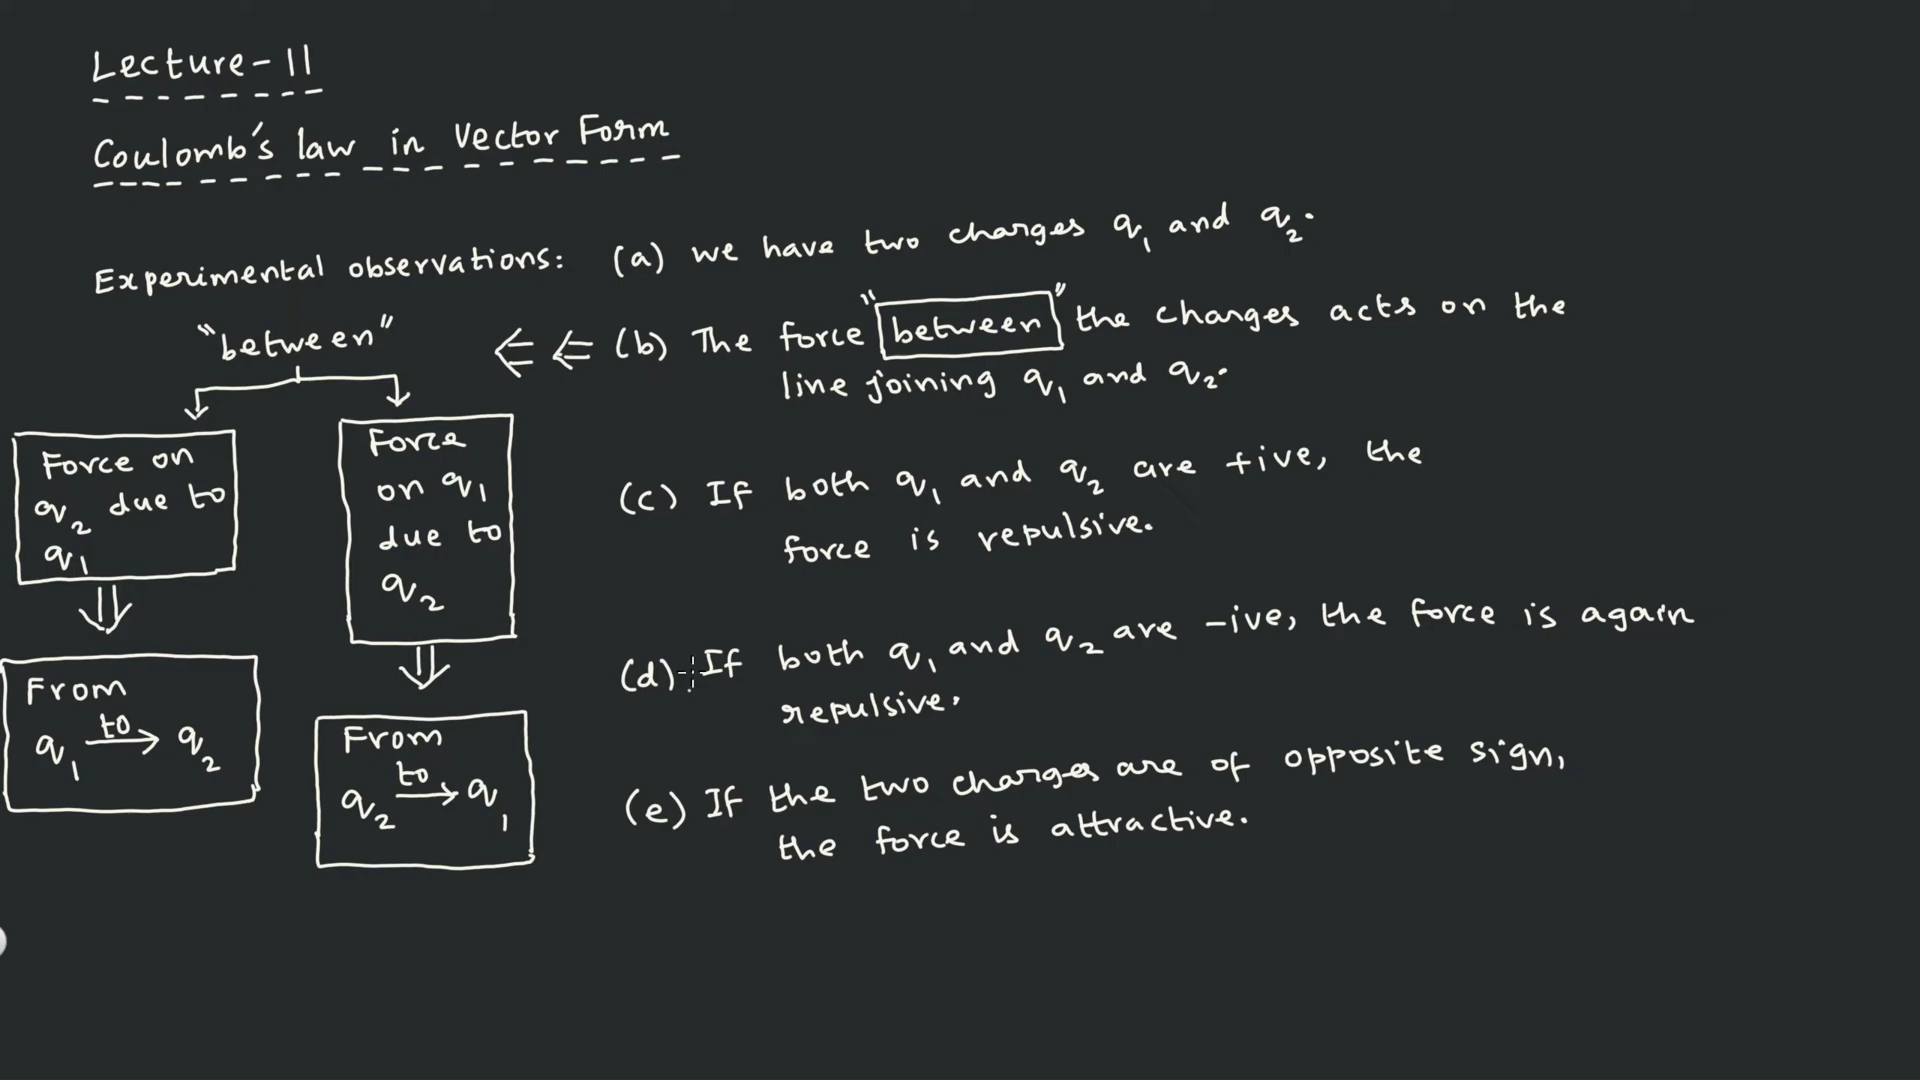 Lecture-11
Coulomb's law in Vector Form
Experimental observations: (a) we have two charges q1 and q2.
"between"
(b) The force "between" the charges acts on the
line joining q1 and q2.
Force on
q2 due to
q1
Force
on q1
due to
q2
From
q1 to→ q2
From
q2 to→ q1
(c) If both q1 and q2 are +ive, the
force is repulsive.
(d) If both q1 and q2 are -ive, the force is again
repulsive.
(e) If the two charges are of opposite sign,
the force is attractive.